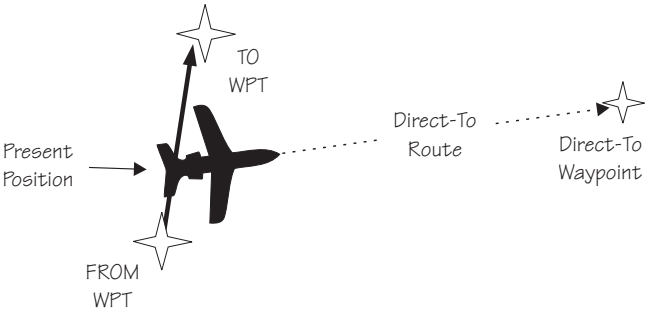 TO
WPT
Direct-To
Route
Direct-To
Waypoint
Present
Position
FROM
WPT